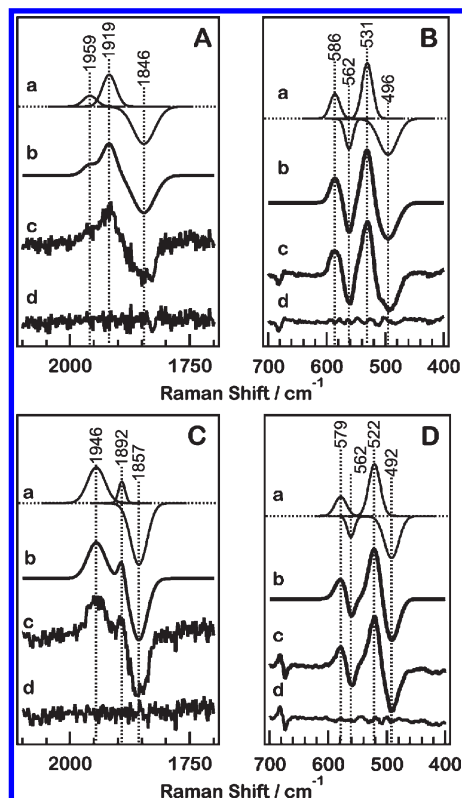 A
1959
1919
1846
a
b
c
d
2000 1750
Raman Shift / cm-1
B
586
562
531
496
a
b
c
d
700 600 500 400
C
1946
1892
1857
a
b
c
d
2000 1750
D
579
562
522
492
a
b
c
d
700 600 500 400
Raman Shift / cm-1